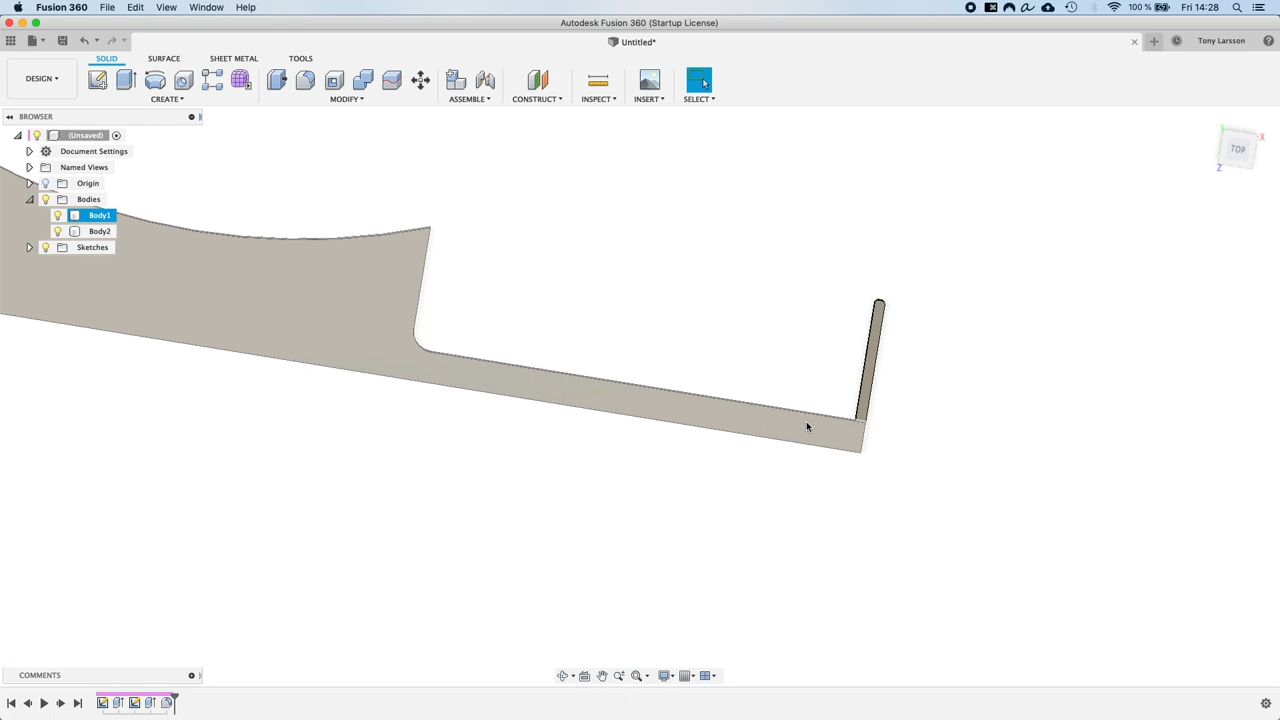 Fusion 360 File Edit View Window Help 100 % Fri 14:28
Autodesk Fusion 360 (Startup License)
Untitled* Tony Larsson
SOLID SURFACE SHEET METAL TOOLS
DESIGN
CREATE MODIFY ASSEMBLE CONSTRUCT INSPECT INSERT SELECT
BROWSER
(Unsaved)
Document Settings
Named Views
Origin
Bodies
Body1
Body2
Sketches
TOP
X
Y
Z
COMMENTS